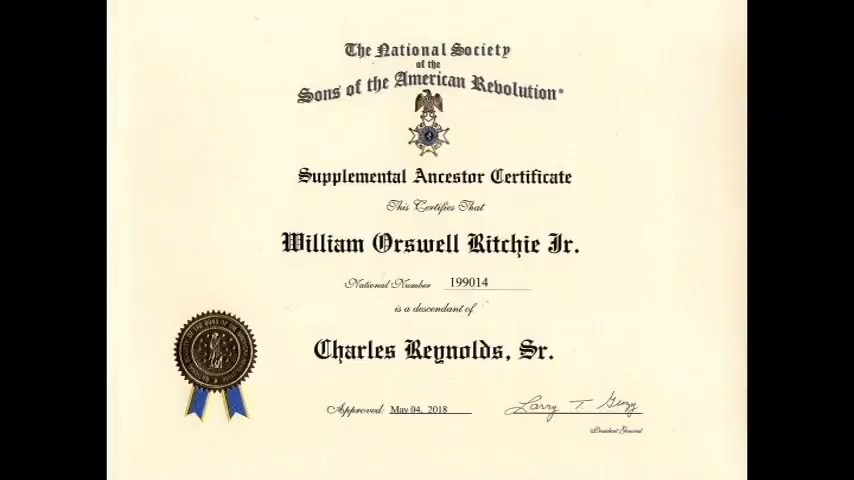 The National Society
of the
Sons of the American Revolution®
Supplemental Ancestor Certificate
This Certifies That
William Orswell Ritchie Jr.
National Number 199014
is a descendant of
Charles Reynolds, Sr.
Approved: May 04, 2018
Larry T. Guzy
President General